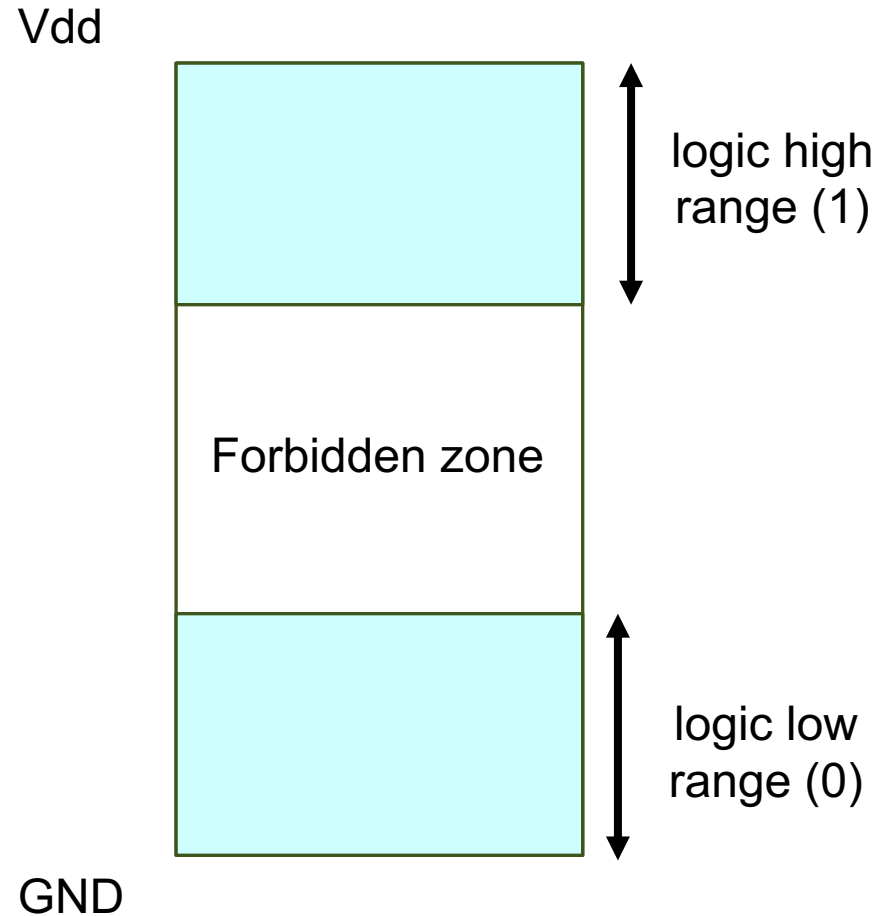 Vdd
logic high
range (1)
Forbidden zone
logic low
range (0)
GND